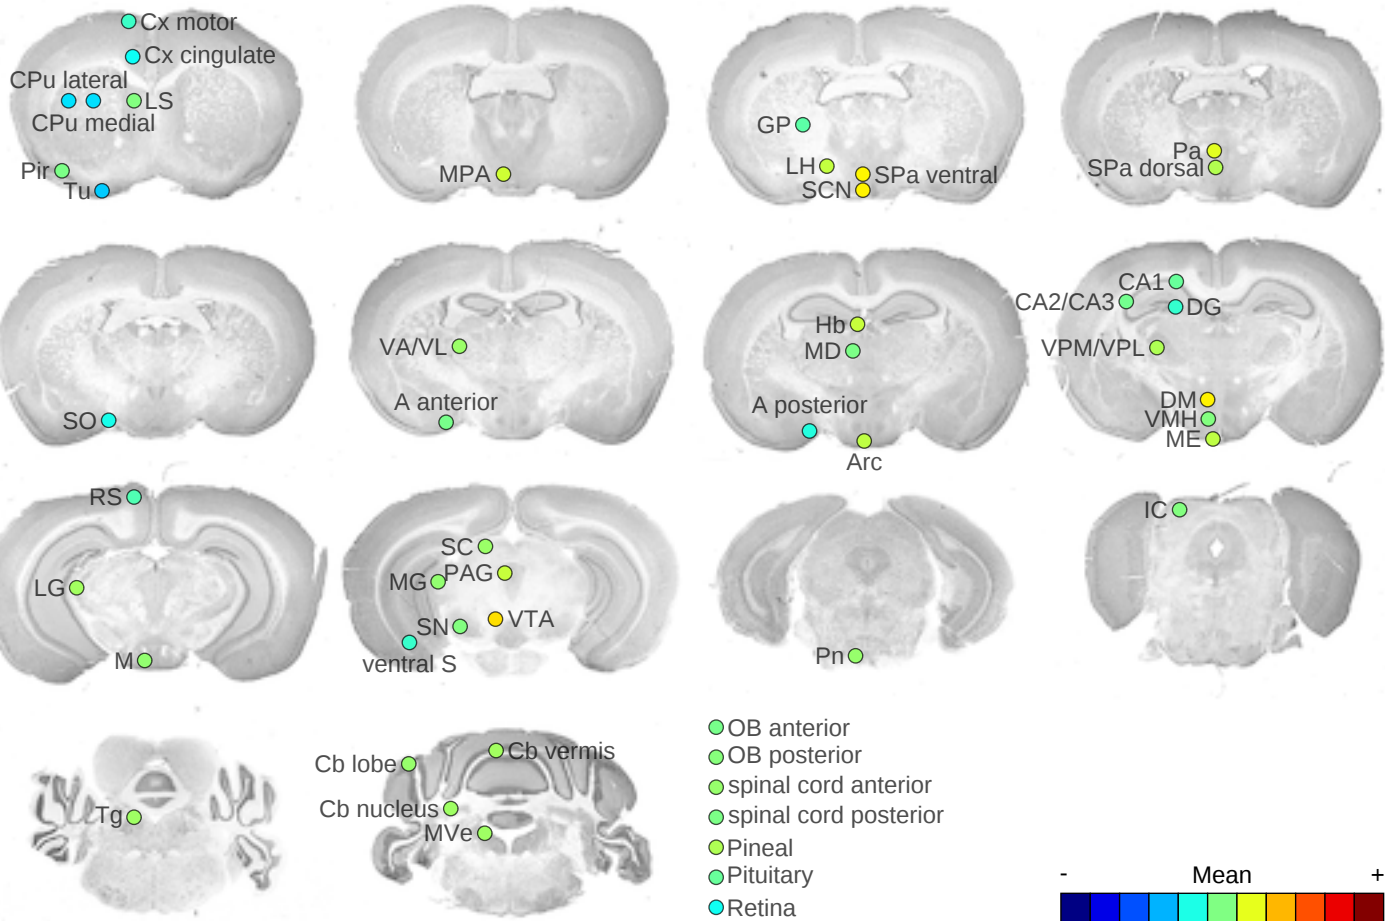 Cx motor
Cx cingulate
CPu lateral
LS
CPu medial
Pir
Tu
MPA
GP
LH
SPa ventral
SCN
Pa
SPa dorsal
SO
VA/VL
A anterior
Hb
MD
A posterior
Arc
CA1
CA2/CA3
DG
VPM/VPL
DM
VMH
ME
RS
LG
M
SC
MG
PAG
SN
VTA
ventral S
Pn
IC
Tg
Cb lobe
Cb vermis
Cb nucleus
MVe
OB anterior
OB posterior
spinal cord anterior
spinal cord posterior
Pineal
Pituitary
Retina
- Mean +